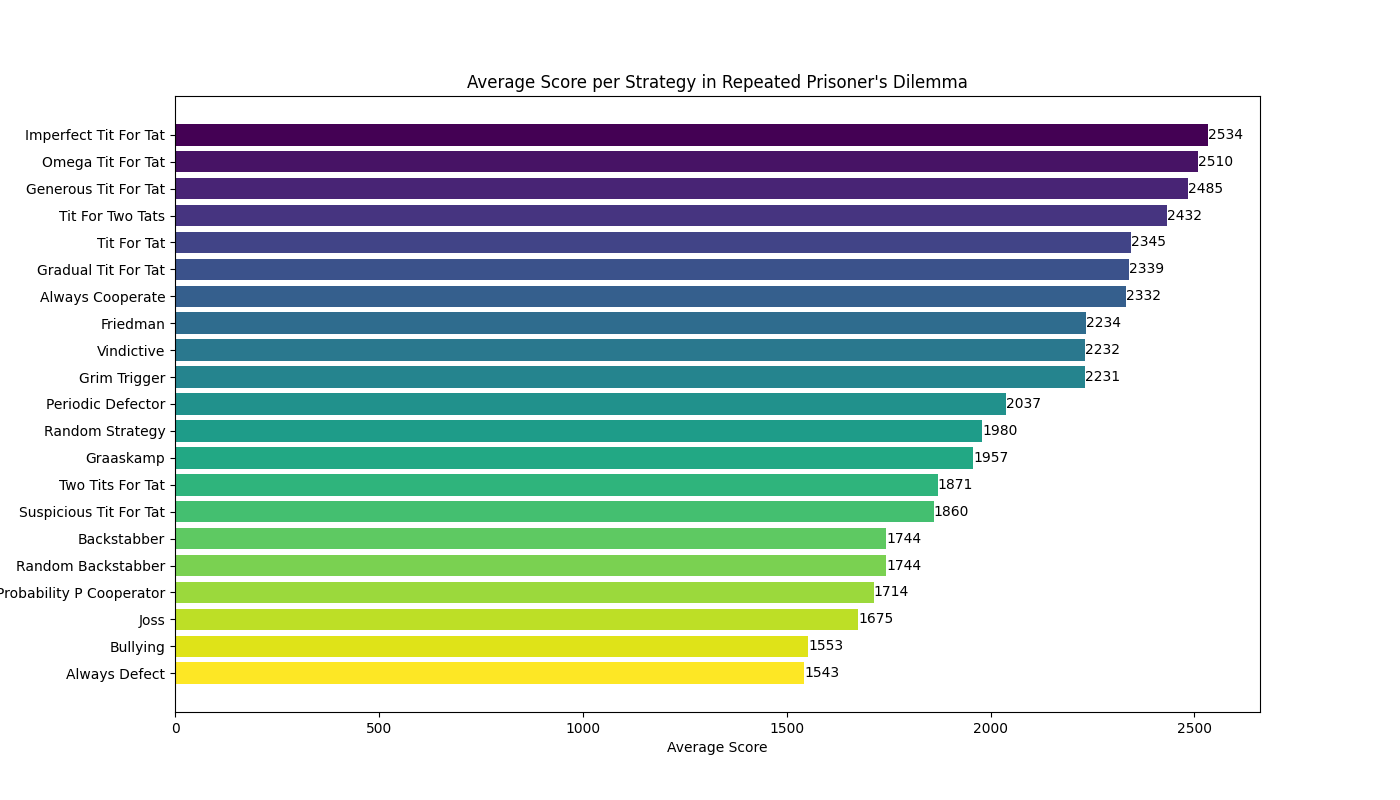 Average Score per Strategy in Repeated Prisoner's Dilemma
Imperfect Tit For Tat 2534
Omega Tit For Tat 2510
Generous Tit For Tat 2485
Tit For Two Tats 2432
Tit For Tat 2345
Gradual Tit For Tat 2339
Always Cooperate 2332
Friedman 2234
Vindictive 2232
Grim Trigger 2231
Periodic Defector 2037
Random Strategy 1980
Graaskamp 1957
Two Tits For Tat 1871
Suspicious Tit For Tat 1860
Backstabber 1744
Random Backstabber 1744
Probability P Cooperator 1714
Joss 1675
Bullying 1553
Always Defect 1543
0 500 1000 1500 2000 2500
Average Score